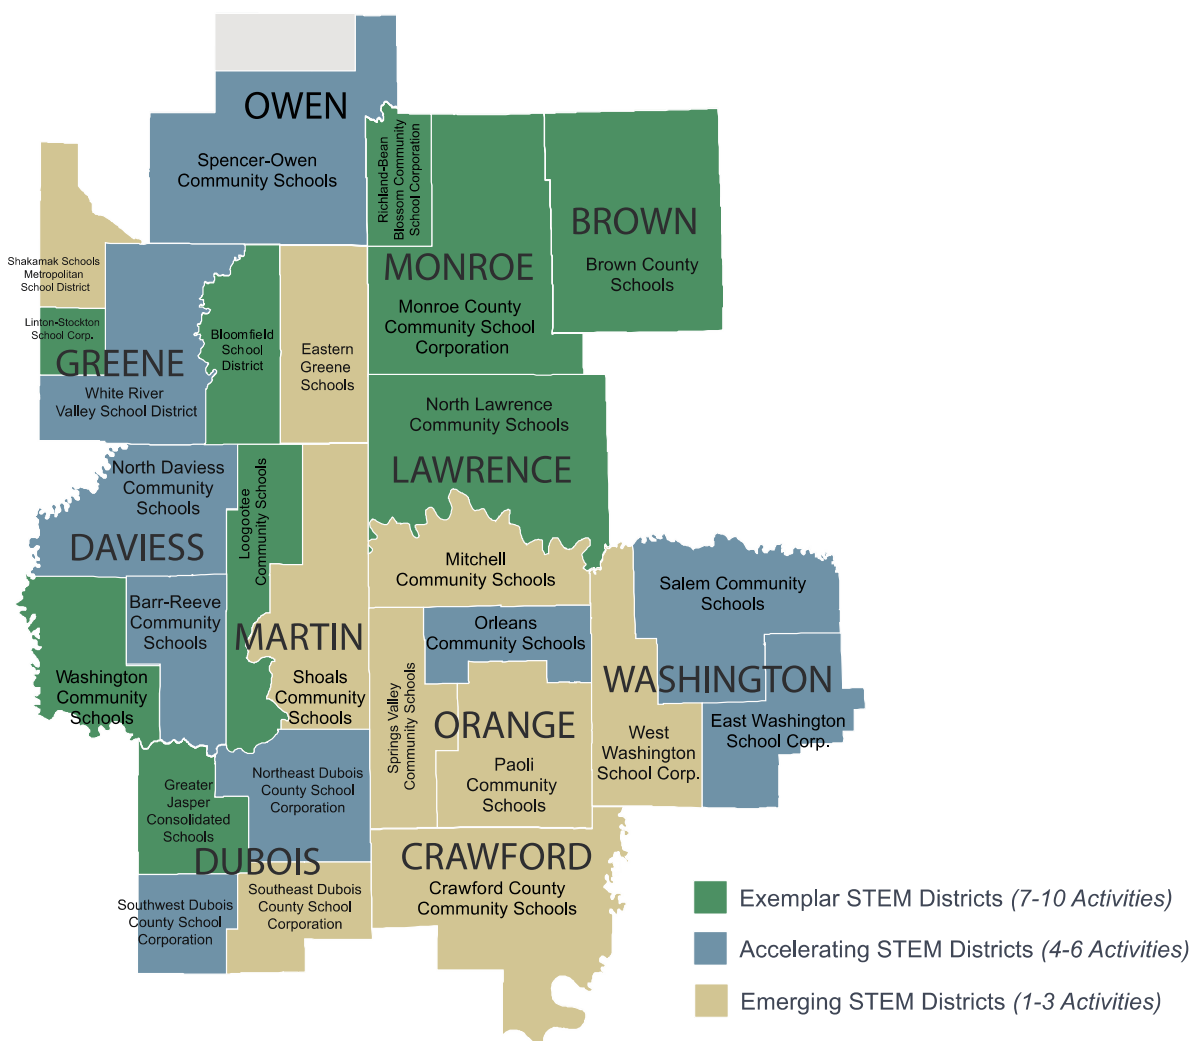 OWEN
Spencer-Owen
Community Schools
Richland-Bean
Blossom Community
School Corporation
BROWN
Brown County
Schools
MONROE
Monroe County
Community School
Corporation
Shakamak Schools
Metropolitan
School District
Linton-Stockton
School Corp.
GREENE
White River
Valley School District
Bloomfield
School
District
Eastern
Greene
Schools
North Lawrence
Community Schools
LAWRENCE
North Daviess
Community
Schools
DAVIESS
Loogootee
Community Schools
Mitchell
Community Schools
Barr-Reeve
Community
Schools
MARTIN
Shoals
Community
Schools
Washington
Community
Schools
Orleans
Community Schools
Springs Valley
Community Schools
ORANGE
Paoli
Community
Schools
Salem Community
Schools
WASHINGTON
East Washington
School Corp.
West
Washington
School Corp.
Greater
Jasper
Consolidated
Schools
Northeast Dubois
County School
Corporation
DUBOIS
Southwest Dubois
County School
Corporation
Southeast Dubois
County School
Corporation
CRAWFORD
Crawford County
Community Schools
Exemplar STEM Districts (7-10 Activities)
Accelerating STEM Districts (4-6 Activities)
Emerging STEM Districts (1-3 Activities)